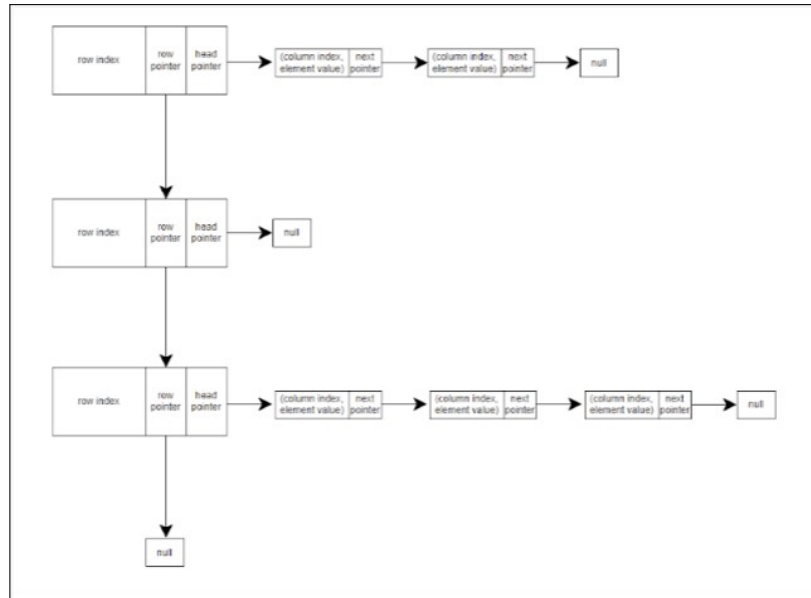 row index
row
pointer
head
pointer
(column index,
element value)
next
pointer
(column index,
element value)
next
pointer
null
row index
row
pointer
head
pointer
null
row index
row
pointer
head
pointer
(column index,
element value)
next
pointer
(column index,
element value)
next
pointer
(column index,
element value)
next
pointer
null
null